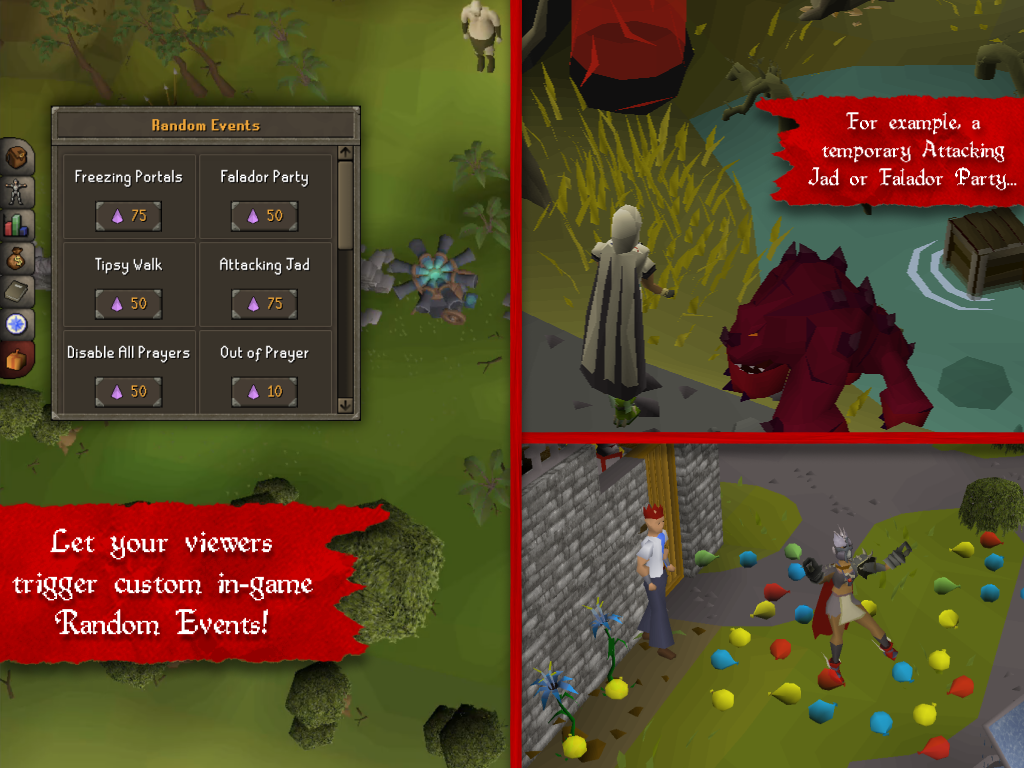 Random Events
Freezing Portals
Falador Party
75
50
Tipsy Walk
Attacking Jad
50
75
Disable All Prayers
Out of Prayer
50
10
Let your viewers
trigger custom in-game
Random Events!
For example, a
temporary Attacking
Jad or Falador Party...